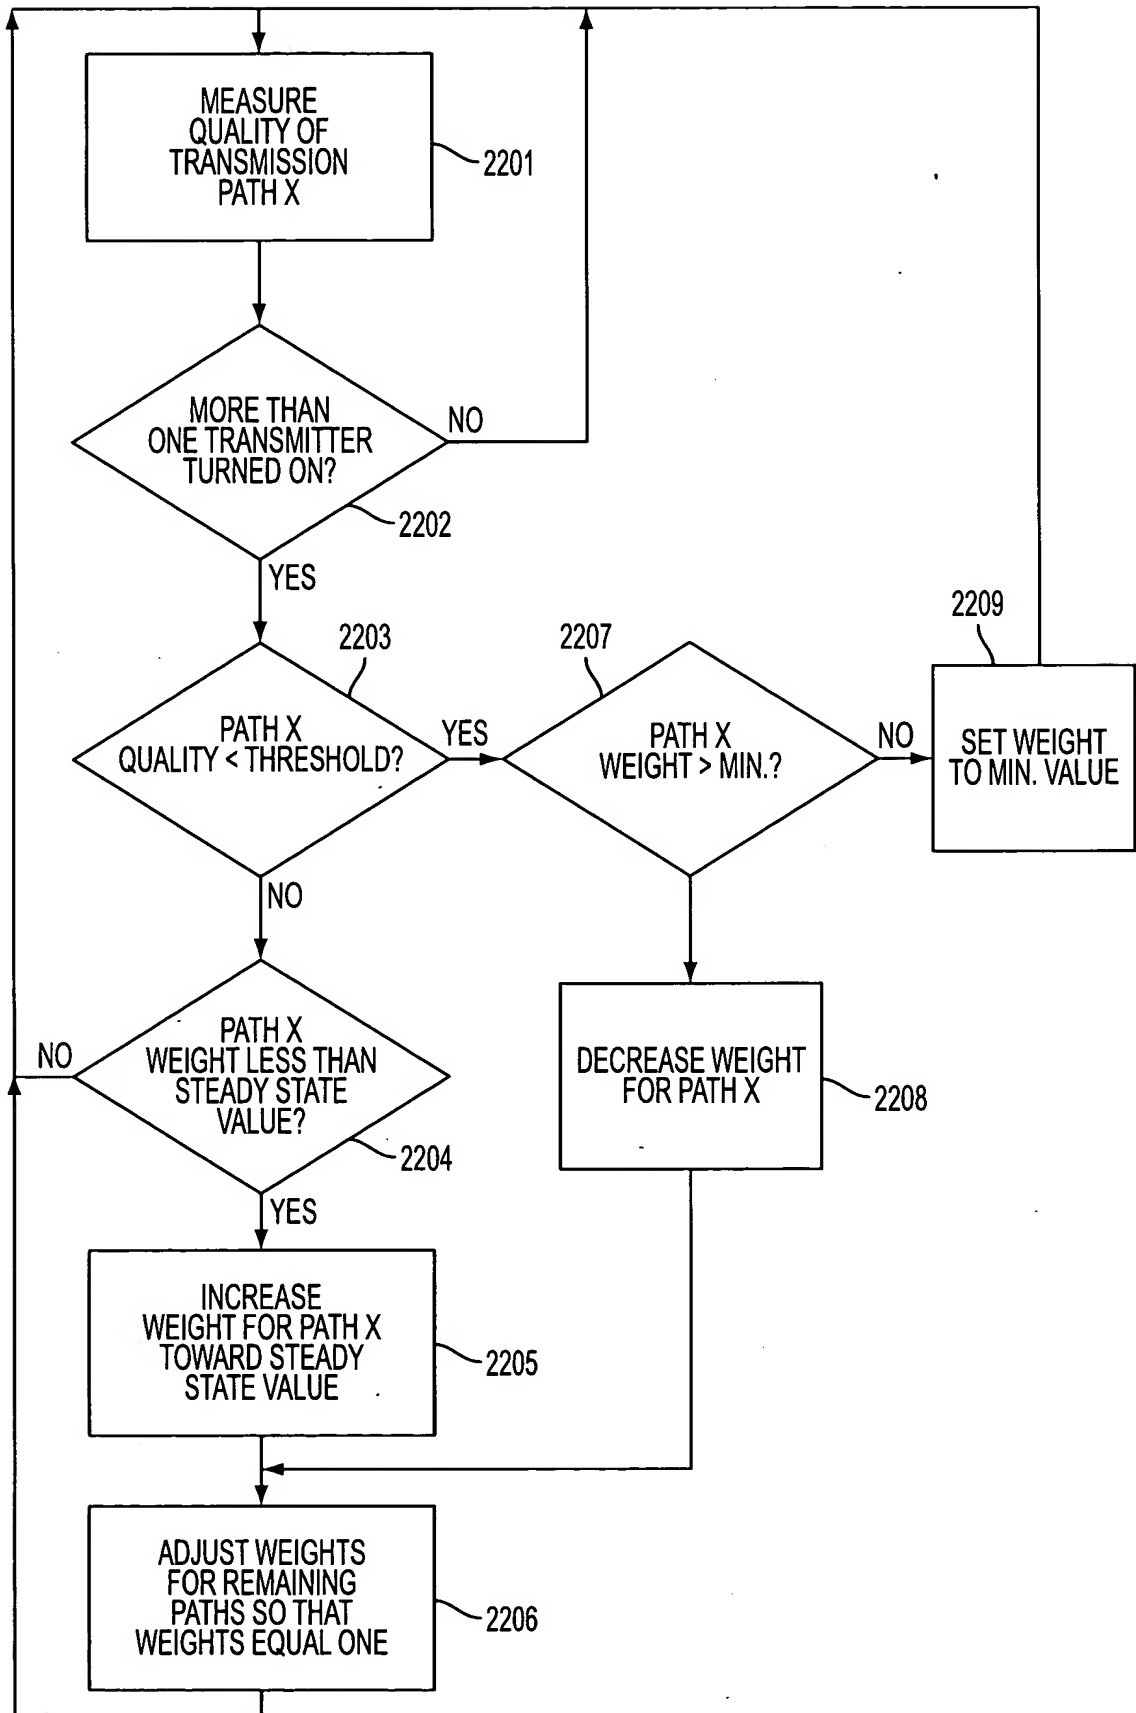 MEASURE
QUALITY OF
TRANSMISSION
PATH X
2201
MORE THAN
ONE TRANSMITTER
TURNED ON?
NO
2202
YES
2203
PATH X
QUALITY < THRESHOLD?
YES
2207
PATH X
WEIGHT > MIN.?
NO
2209
SET WEIGHT
TO MIN. VALUE
NO
PATH X
WEIGHT LESS THAN
STEADY STATE
VALUE?
NO
2204
YES
DECREASE WEIGHT
FOR PATH X
2208
INCREASE
WEIGHT FOR PATH X
TOWARD STEADY
STATE VALUE
2205
ADJUST WEIGHTS
FOR REMAINING
PATHS SO THAT
WEIGHTS EQUAL ONE
2206